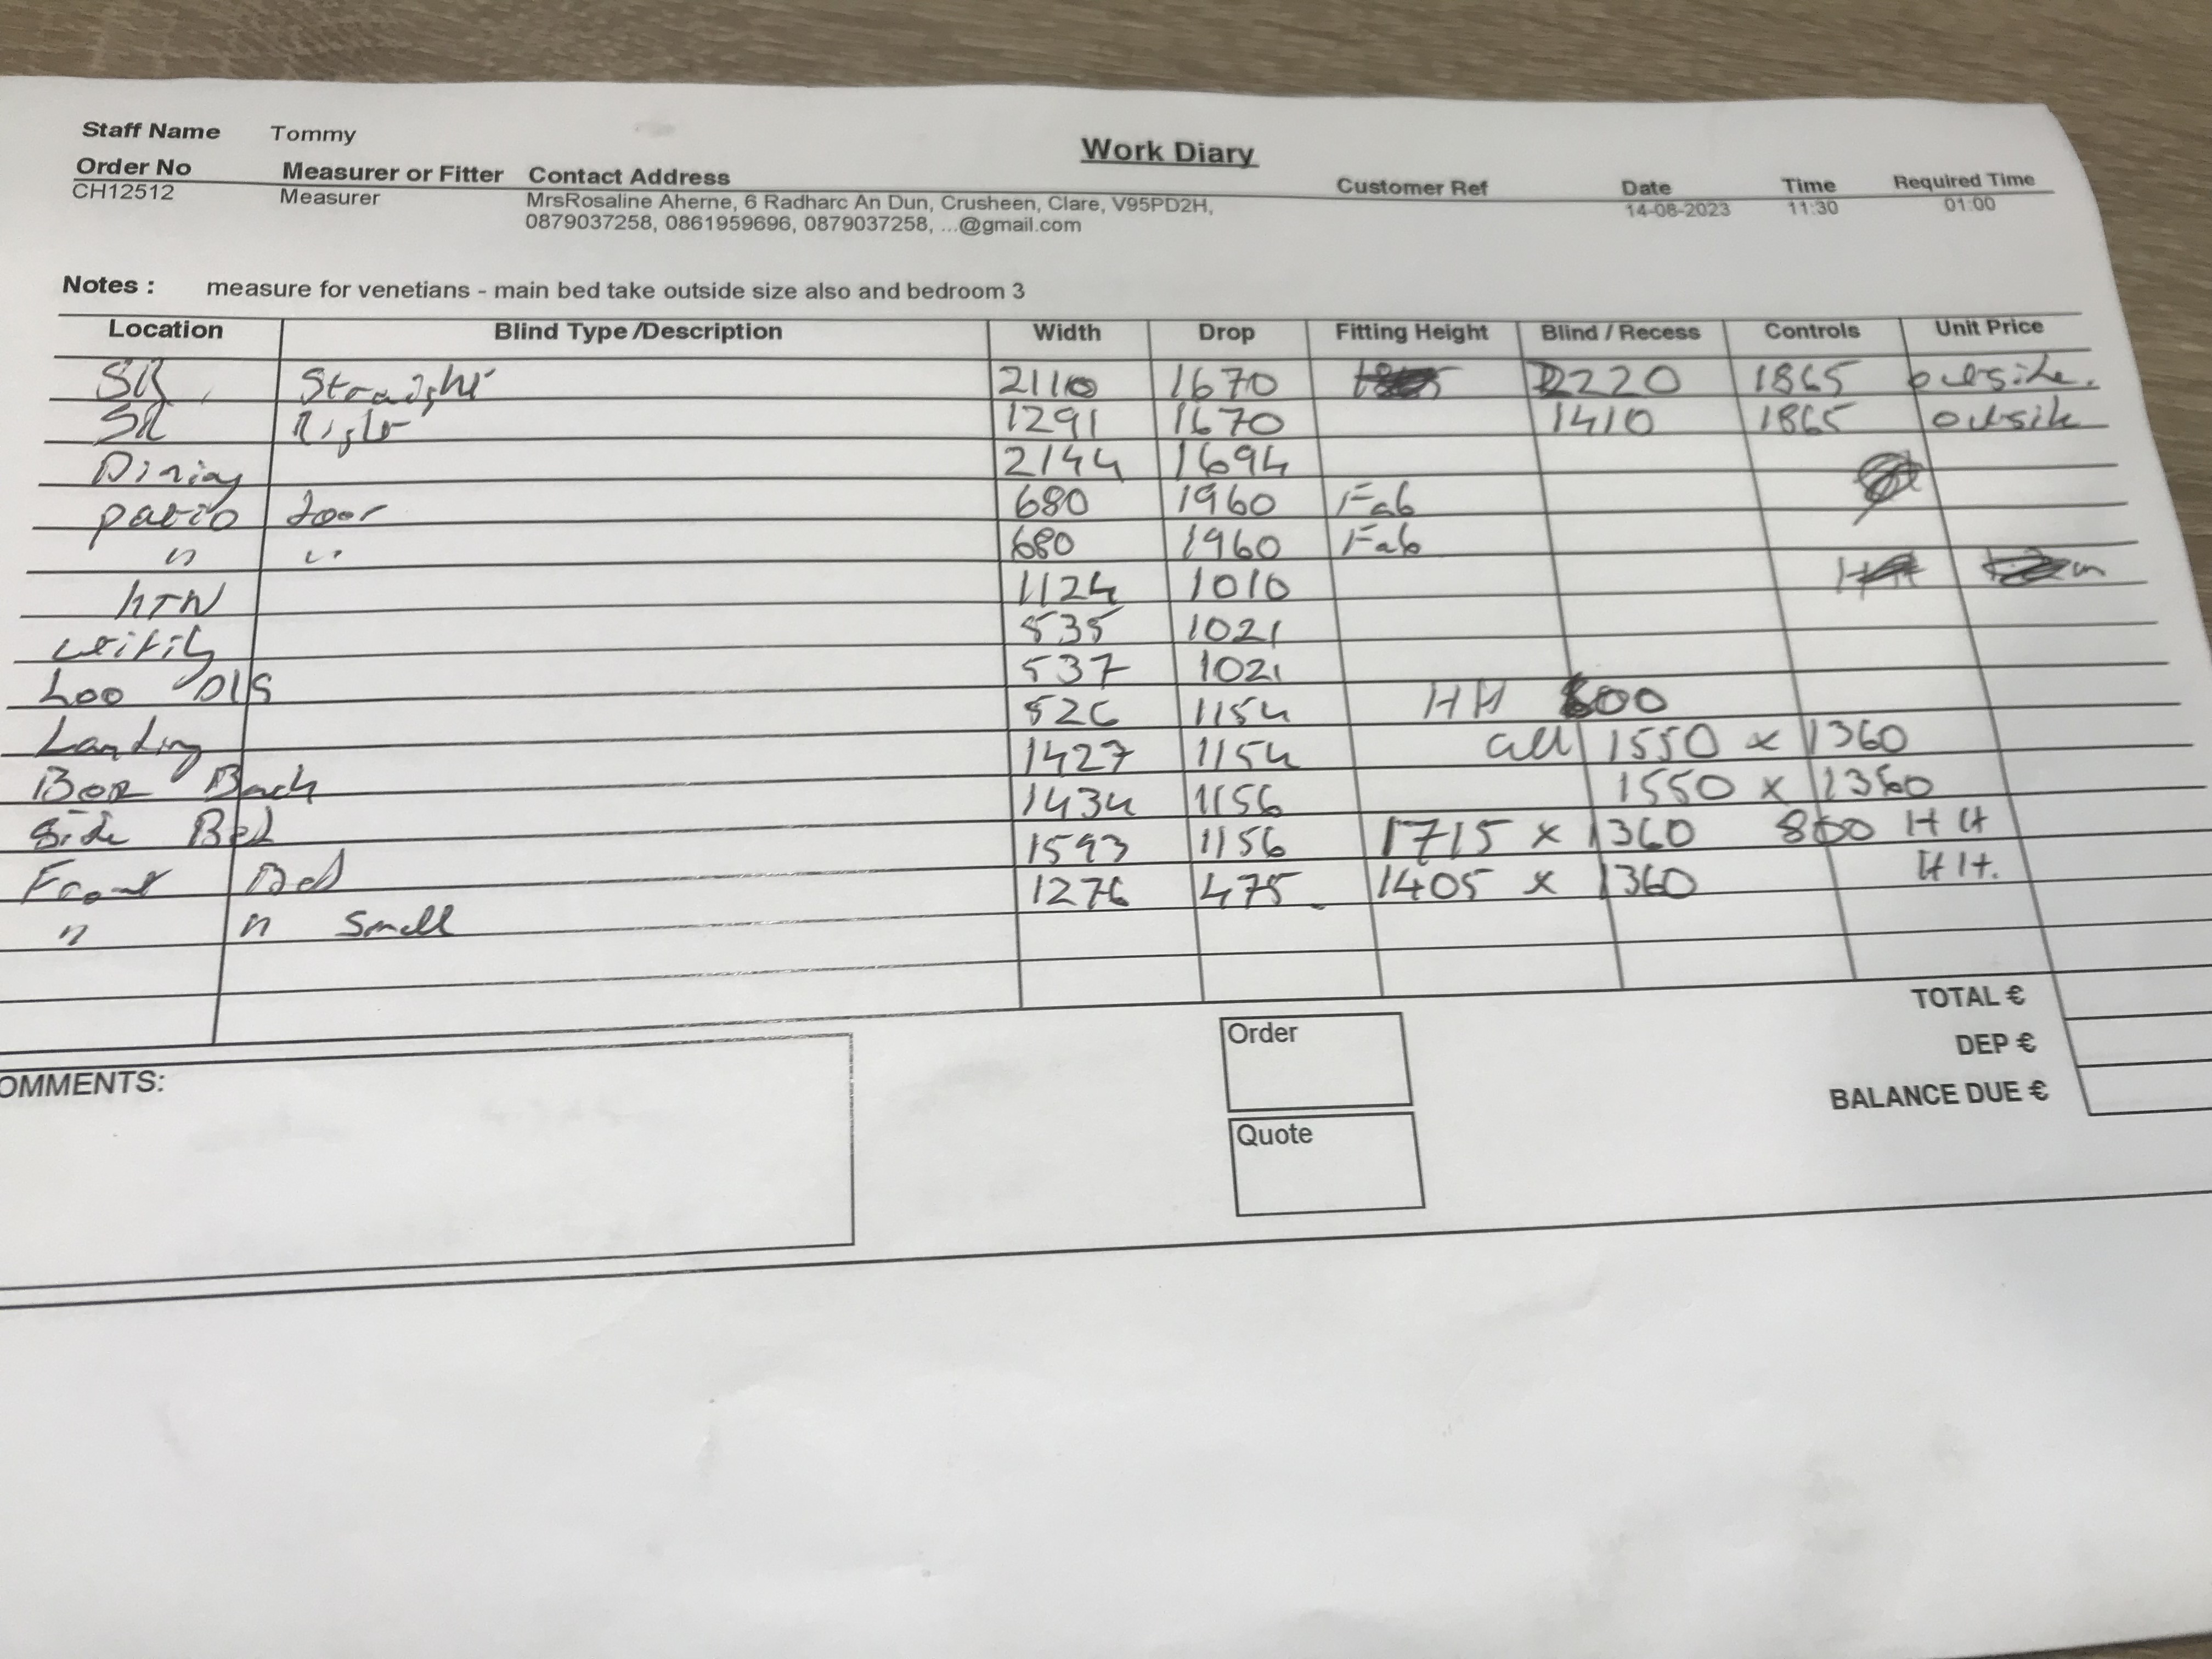 Staff Name Tommy
Work Diary
Order No Measurer or Fitter Contact Address Customer Ref Date Time Required Time
CH12512 Measurer MrsRosaline Aherne, 6 Radharc An Dun, Crusheen, Clare, V95PD2H, 14-08-2023 11:30 01:00
0879037258, 0861959696, 0879037258, ...@gmail.com
Notes : measure for venetians - main bed take outside size also and bedroom 3
Location Blind Type /Description Width Drop Fitting Height Blind / Recess Controls Unit Price
SR Straight 2110 1670 2220 1865 outside.
SR Right 1291 1670 1410 1865 outside
Dining 2144 1694
patio door 680 1960 Fab
" " 680 1960 Fab
KTN 1124 1010
utility 535 1021
Loo D/S 537 1021
Landing 526 1154 HH 800
Bed Back 1427 1154 all 1550 x 1360
Side Bed 1434 1156 1550 x 1360
Front Bed 1593 1156 1715 x 1360 800 HH
" " Small 1276 475 1405 x 1360 HH.
TOTAL €
DEP €
BALANCE DUE €
OMMENTS:
Order
Quote